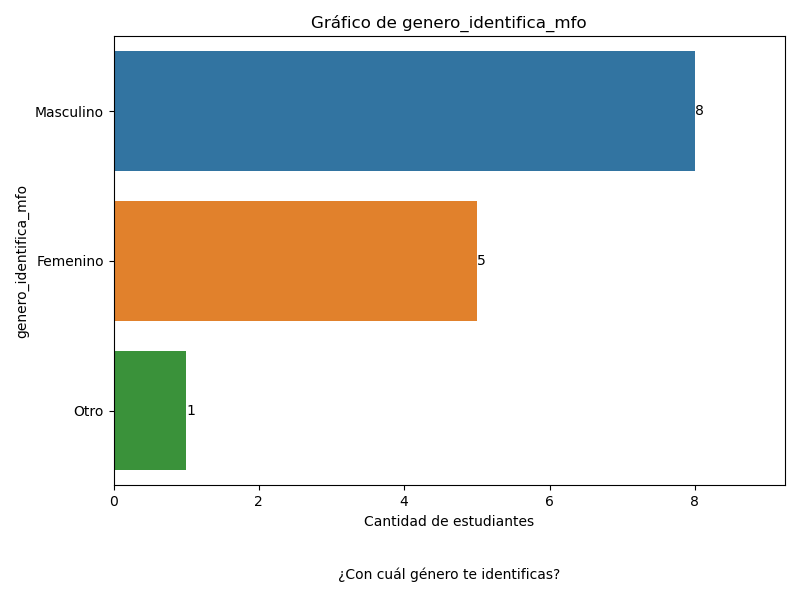 Gráfico de genero_identifica_mfo
genero_identifica_mfo
Masculino
8
Femenino
5
Otro
1
0 2 4 6 8
Cantidad de estudiantes
¿Con cuál género te identificas?